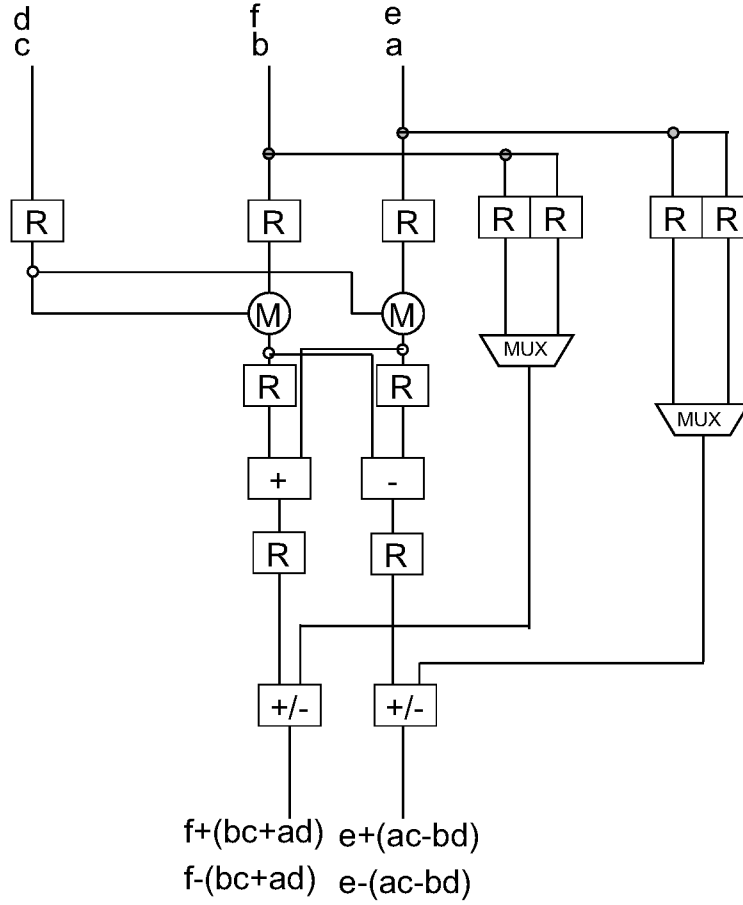 d f e
c b a
R R R R R R R
M M
MUX
R R
MUX
+ -
R R
+/- +/-
f+(bc+ad) e+(ac-bd)
f-(bc+ad) e-(ac-bd)